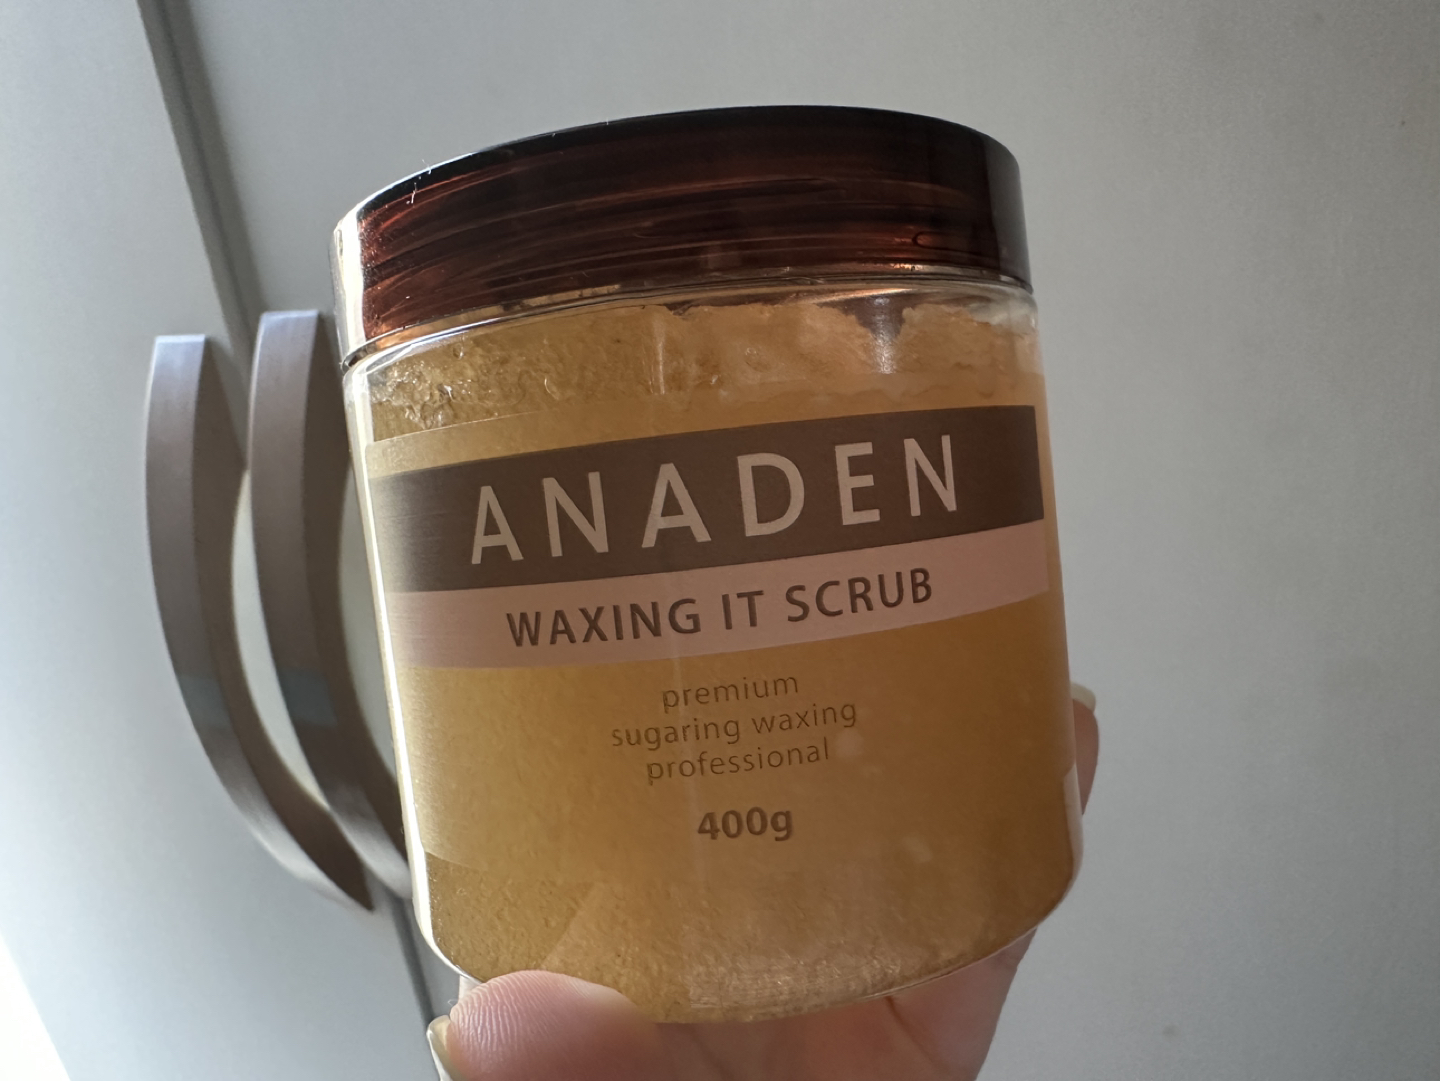 ANADEN
WAXING IT SCRUB
premium
sugaring waxing
professional
400g